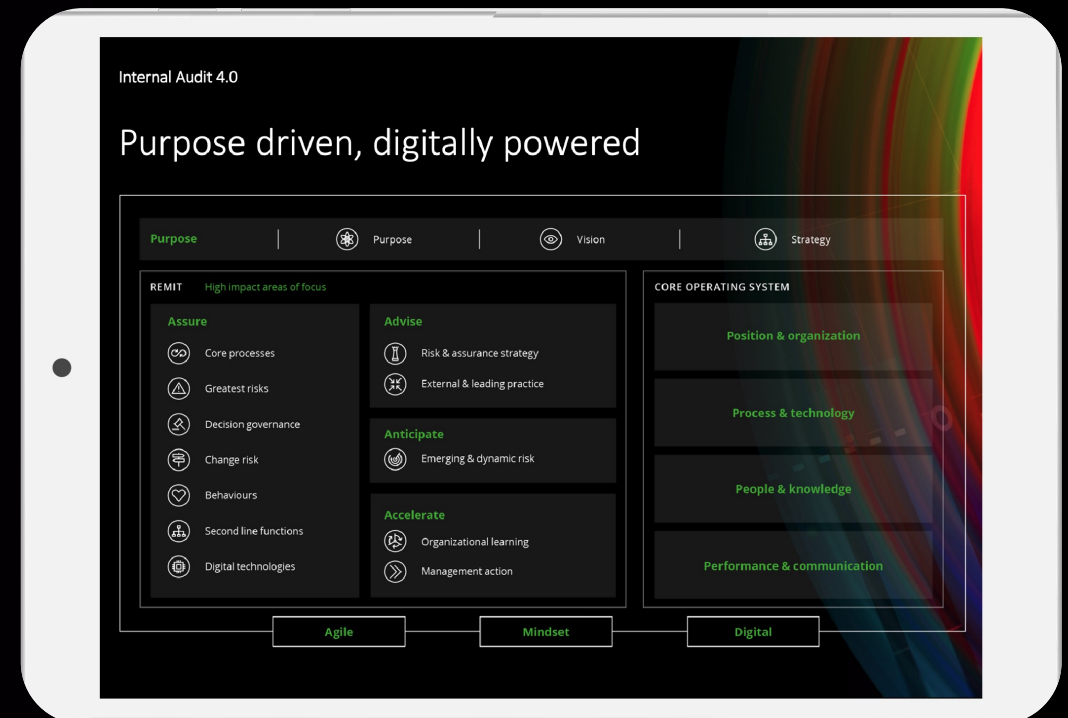 Internal Audit 4.0
Purpose driven, digitally powered
Purpose
Purpose
Vision
Strategy
REMIT
High impact areas of focus
Assure
Core processes
Greatest risks
Decision governance
Change risk
Behaviours
Second line functions
Digital technologies
Advise
Risk & assurance strategy
External & leading practice
Anticipate
Emerging & dynamic risk
Accelerate
Organizational learning
Management action
CORE OPERATING SYSTEM
Position & organization
Process & technology
People & knowledge
Performance & communication
Agile
Mindset
Digital